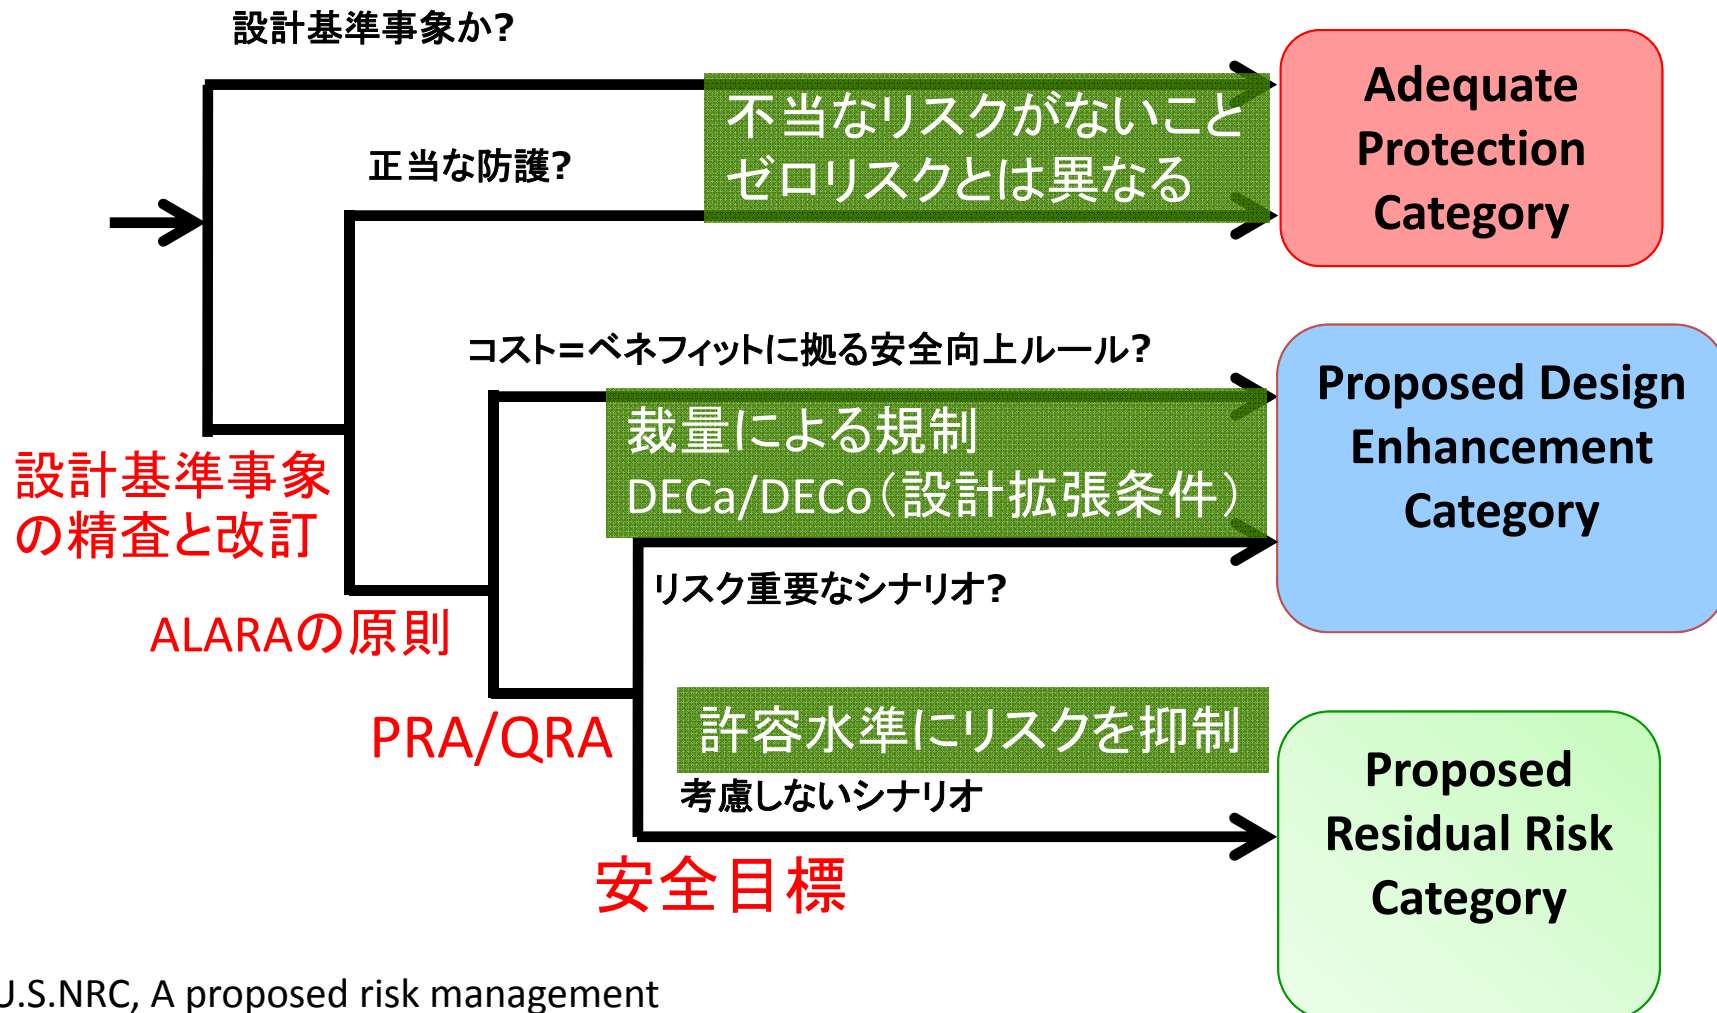 設計基準事象か?
不当なリスクがないこと
ゼロリスクとは異なる
Adequate
Protection
Category
正当な防護?
コスト=ベネフィットに拠る安全向上ルール?
裁量による規制
DECa/DECo(設計拡張条件)
Proposed Design
Enhancement
Category
設計基準事象
の精査と改訂
リスク重要なシナリオ?
ALARAの原則
PRA/QRA
許容水準にリスクを抑制
考慮しないシナリオ
Proposed
Residual Risk
Category
安全目標
U.S.NRC, A proposed risk management